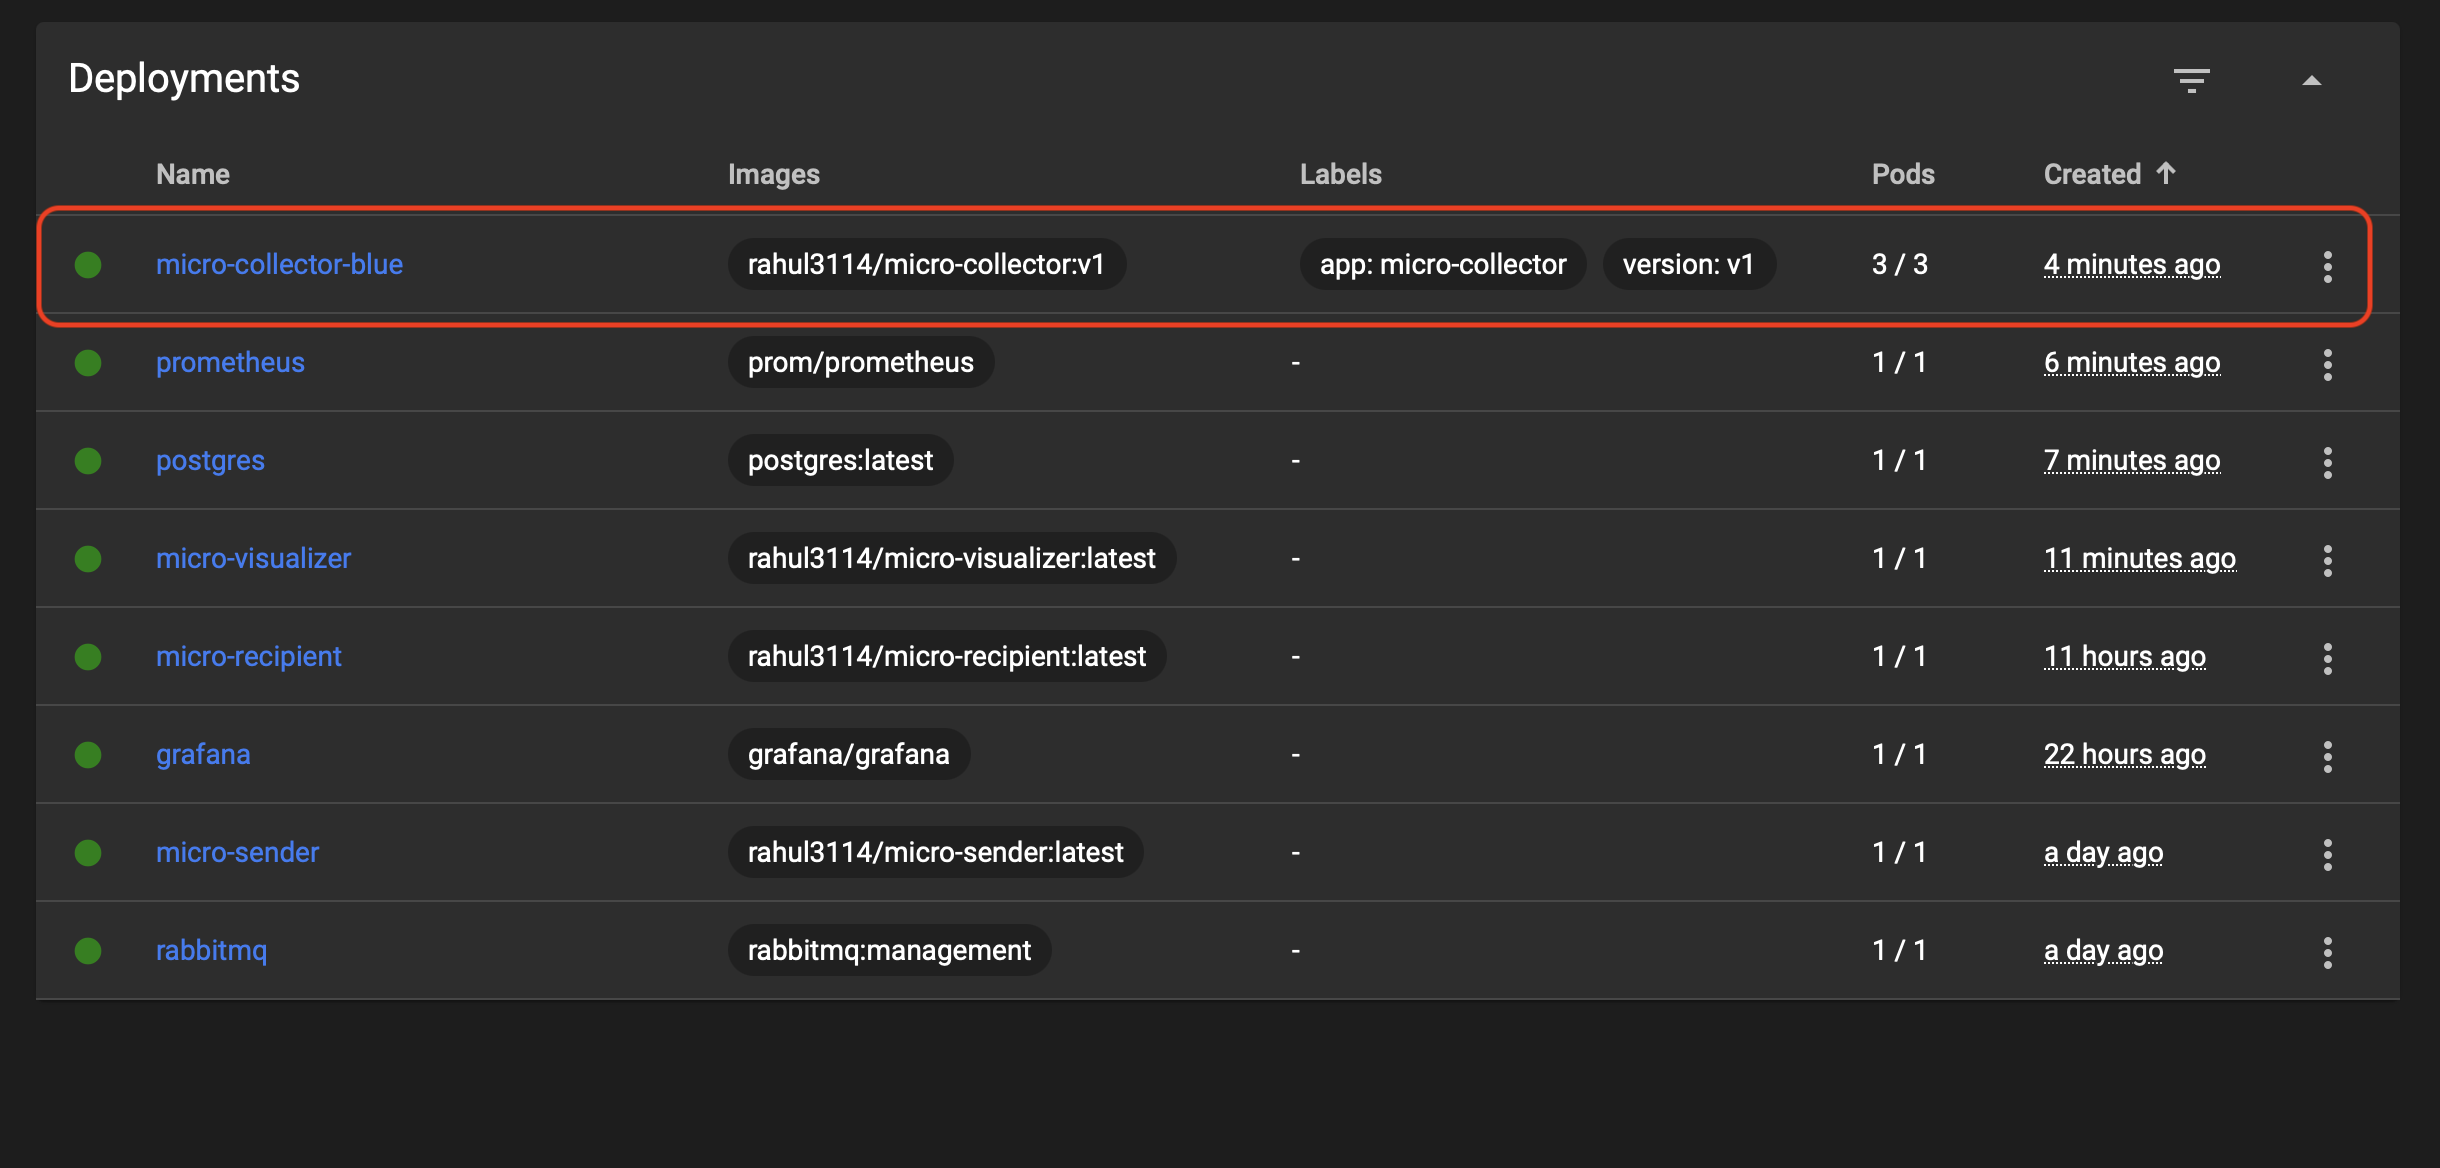 Deployments
Name Images Labels Pods Created
micro-collector-blue rahul3114/micro-collector:v1 app: micro-collector version: v1 3 / 3 4 minutes ago
prometheus prom/prometheus - 1 / 1 6 minutes ago
postgres postgres:latest - 1 / 1 7 minutes ago
micro-visualizer rahul3114/micro-visualizer:latest - 1 / 1 11 minutes ago
micro-recipient rahul3114/micro-recipient:latest - 1 / 1 11 hours ago
grafana grafana/grafana - 1 / 1 22 hours ago
micro-sender rahul3114/micro-sender:latest - 1 / 1 a day ago
rabbitmq rabbitmq:management - 1 / 1 a day ago